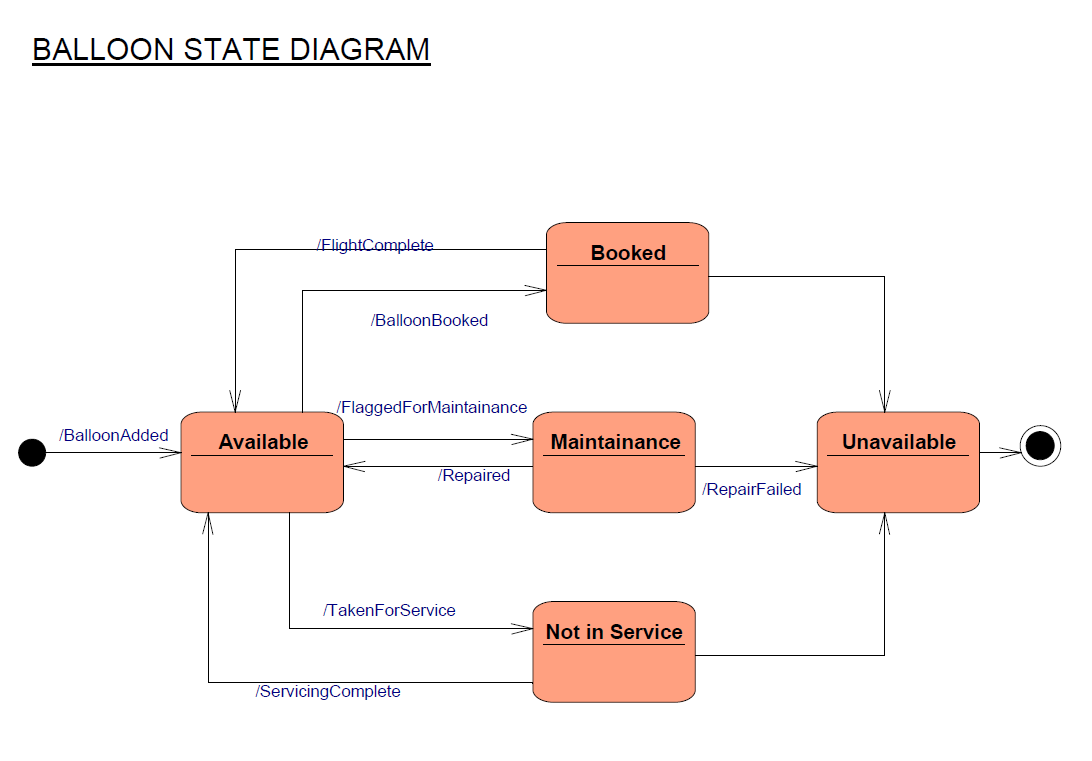 BALLOON STATE DIAGRAM
/FlightComplete
Booked
/BalloonBooked
/FlaggedForMaintainance
/BalloonAdded
Available
Maintainance
Unavailable
/Repaired
/RepairFailed
/TakenForService
Not in Service
/ServicingComplete